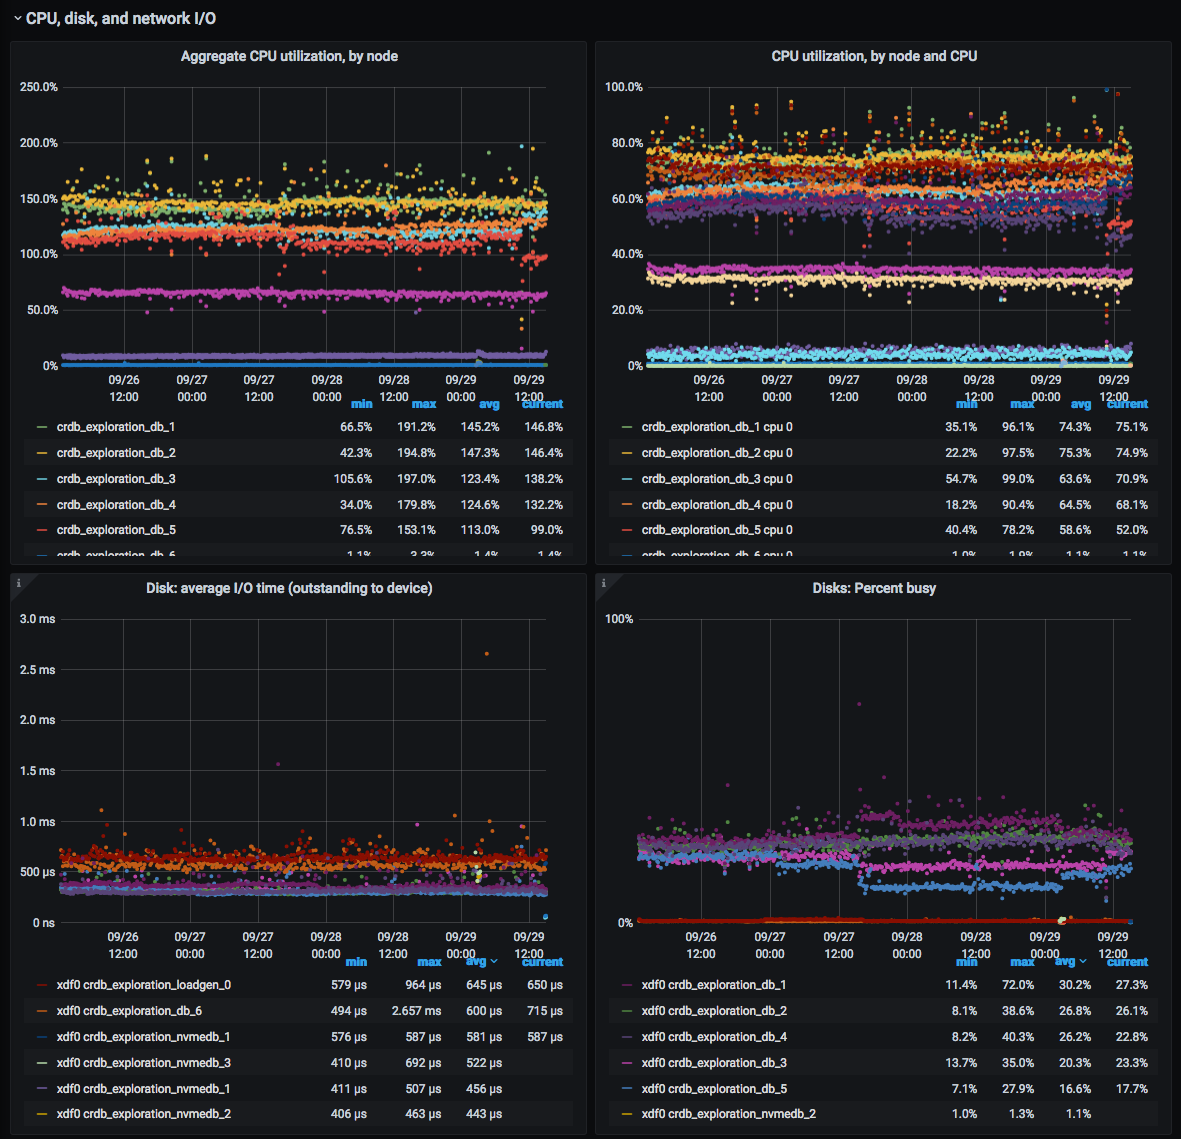 CPU, disk, and network I/O
Aggregate CPU utilization, by node
250.0%
200.0%
150.0%
100.0%
50.0%
0%
09/26 12:00
09/27 00:00
09/27 12:00
09/28 00:00
09/28 12:00
09/29 00:00
09/29 12:00
min max avg current
crdb_exploration_db_1 66.5% 191.2% 145.2% 146.8%
crdb_exploration_db_2 42.3% 194.8% 147.3% 146.4%
crdb_exploration_db_3 105.6% 197.0% 123.4% 138.2%
crdb_exploration_db_4 34.0% 179.8% 124.6% 132.2%
crdb_exploration_db_5 76.5% 153.1% 113.0% 99.0%
crdb_exploration_db_6 1.1% 3.3% 1.4% 1.4%
CPU utilization, by node and CPU
100.0%
80.0%
60.0%
40.0%
20.0%
0%
09/26 12:00
09/27 00:00
09/27 12:00
09/28 00:00
09/28 12:00
09/29 00:00
09/29 12:00
min max avg current
crdb_exploration_db_1 cpu 0 35.1% 96.1% 74.3% 75.1%
crdb_exploration_db_2 cpu 0 22.2% 97.5% 75.3% 74.9%
crdb_exploration_db_3 cpu 0 54.7% 99.0% 63.6% 70.9%
crdb_exploration_db_4 cpu 0 18.2% 90.4% 64.5% 68.1%
crdb_exploration_db_5 cpu 0 40.4% 78.2% 58.6% 52.0%
crdb_exploration_db_6 cpu 0 1.0% 1.9% 1.1% 1.1%
i
Disk: average I/O time (outstanding to device)
3.0 ms
2.5 ms
2.0 ms
1.5 ms
1.0 ms
500 µs
0 ns
09/26 12:00
09/27 00:00
09/27 12:00
09/28 00:00
09/28 12:00
09/29 00:00
09/29 12:00
min max avg current
xdf0 crdb_exploration_loadgen_0 579 µs 964 µs 645 µs 650 µs
xdf0 crdb_exploration_db_6 494 µs 2.657 ms 600 µs 715 µs
xdf0 crdb_exploration_nvmedb_1 576 µs 587 µs 581 µs 587 µs
xdf0 crdb_exploration_nvmedb_3 410 µs 692 µs 522 µs
xdf0 crdb_exploration_nvmedb_1 411 µs 507 µs 456 µs
xdf0 crdb_exploration_nvmedb_2 406 µs 463 µs 443 µs
i
Disks: Percent busy
100%
0%
09/26 12:00
09/27 00:00
09/27 12:00
09/28 00:00
09/28 12:00
09/29 00:00
09/29 12:00
min max avg current
xdf0 crdb_exploration_db_1 11.4% 72.0% 30.2% 27.3%
xdf0 crdb_exploration_db_2 8.1% 38.6% 26.8% 26.1%
xdf0 crdb_exploration_db_4 8.2% 40.3% 26.2% 22.8%
xdf0 crdb_exploration_db_3 13.7% 35.0% 20.3% 23.3%
xdf0 crdb_exploration_db_5 7.1% 27.9% 16.6% 17.7%
xdf0 crdb_exploration_nvmedb_2 1.0% 1.3% 1.1%